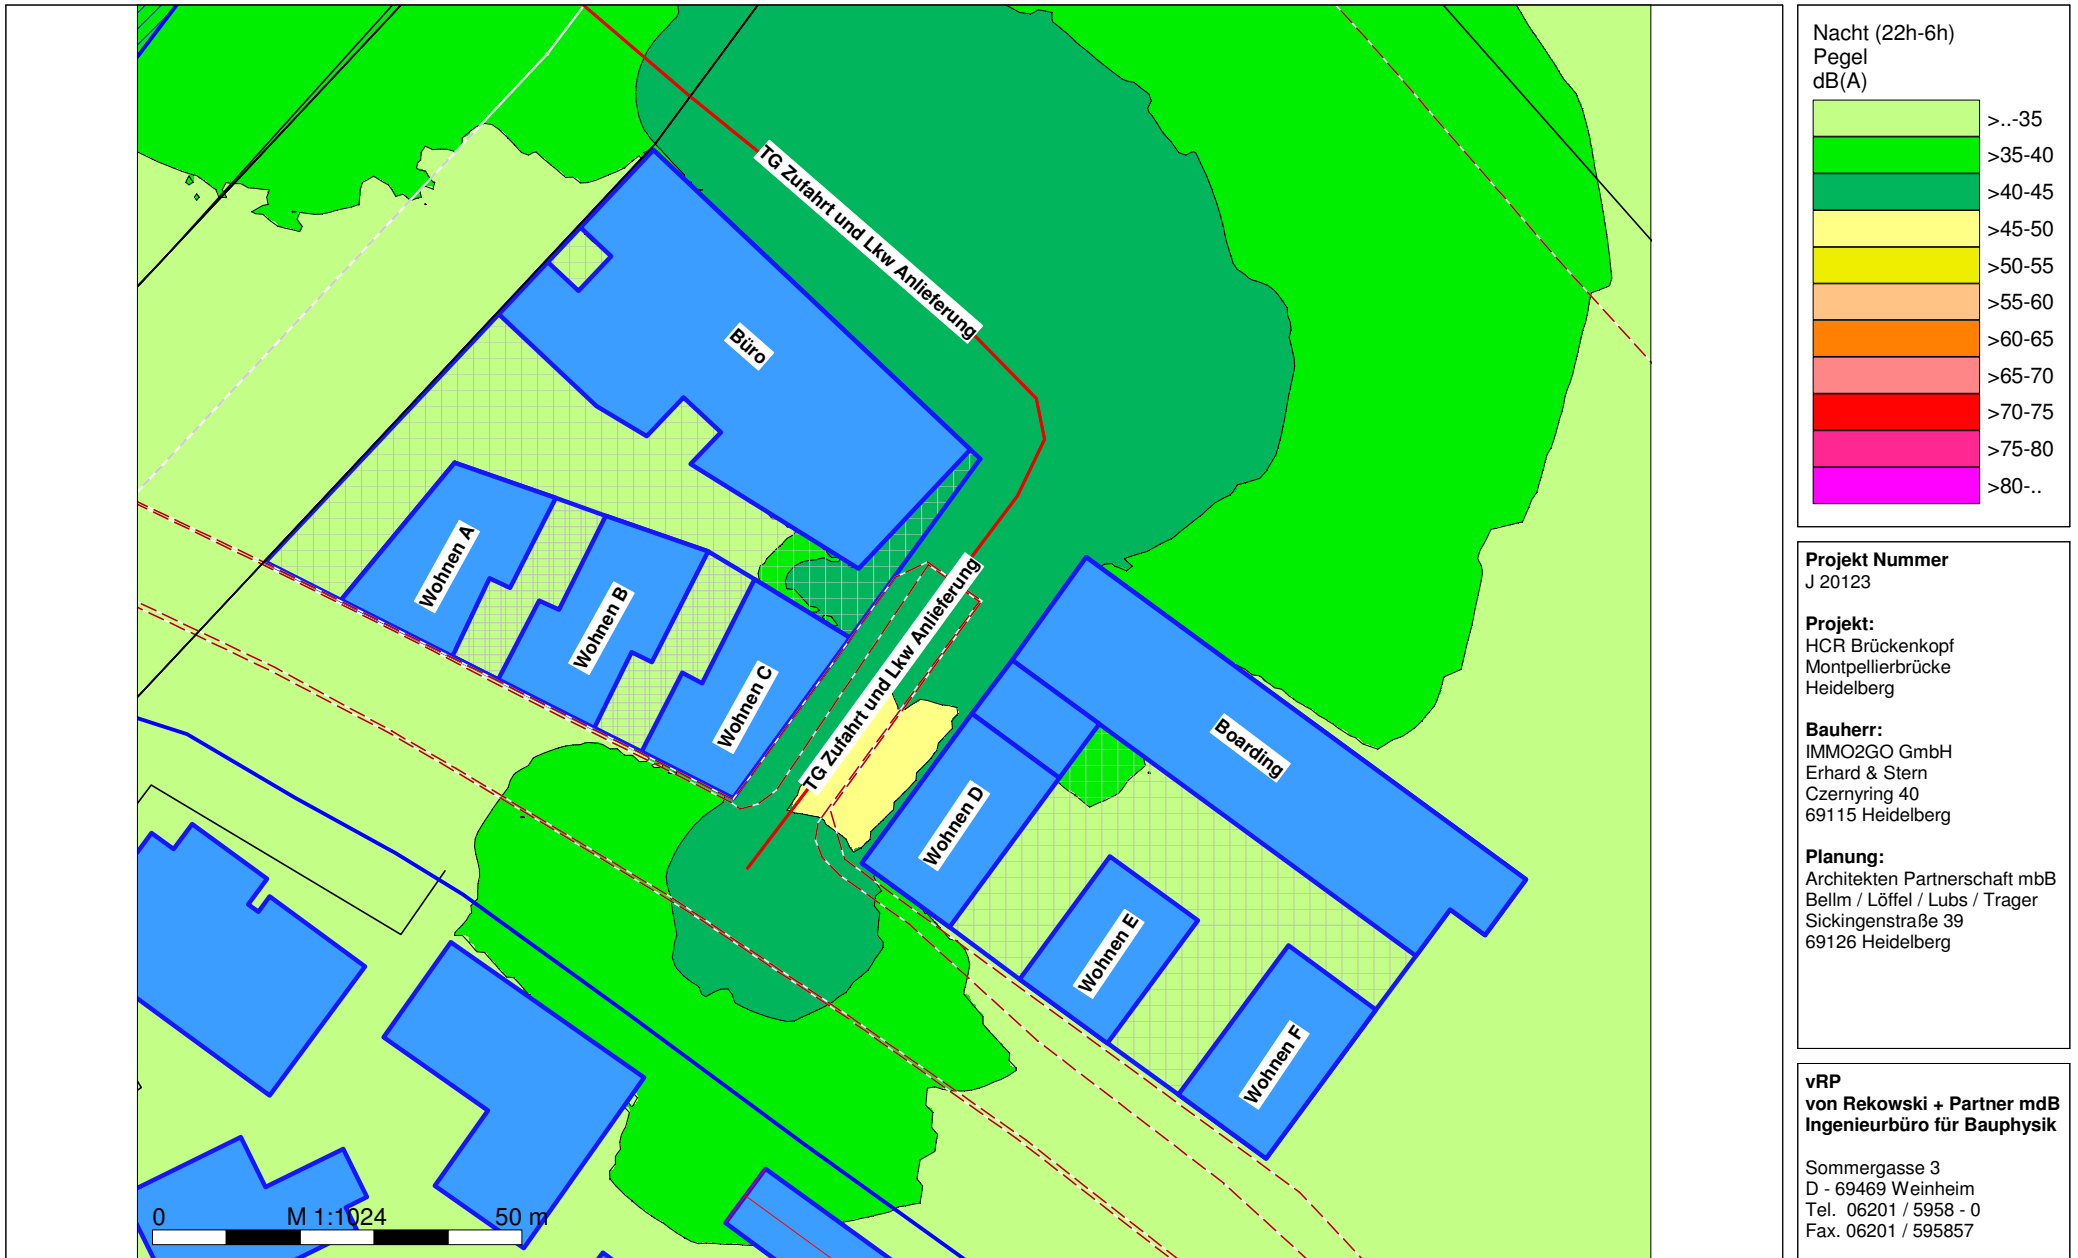 TG Zufahrt und Lkw Anlieferung
Büro
Wohnen A
Wohnen B
Wohnen C
TG Zufahrt und Lkw Anlieferung
Boarding
Wohnen D
Wohnen E
Wohnen F
0 M 1:1024 50 m
Nacht (22h-6h)
Pegel
dB(A)
>..-35
>35-40
>40-45
>45-50
>50-55
>55-60
>60-65
>65-70
>70-75
>75-80
>80-..
Projekt Nummer
J 20123
Projekt:
HCR Brückenkopf
Montpellierbrücke
Heidelberg
Bauherr:
IMMO2GO GmbH
Erhard & Stern
Czernyring 40
69115 Heidelberg
Planung:
Architekten Partnerschaft mbB
Bellm / Löffel / Lubs / Trager
Sickingenstraße 39
69126 Heidelberg
vRP
von Rekowski + Partner mdB
Ingenieurbüro für Bauphysik
Sommergasse 3
D - 69469 Weinheim
Tel. 06201 / 5958 - 0
Fax. 06201 / 595857